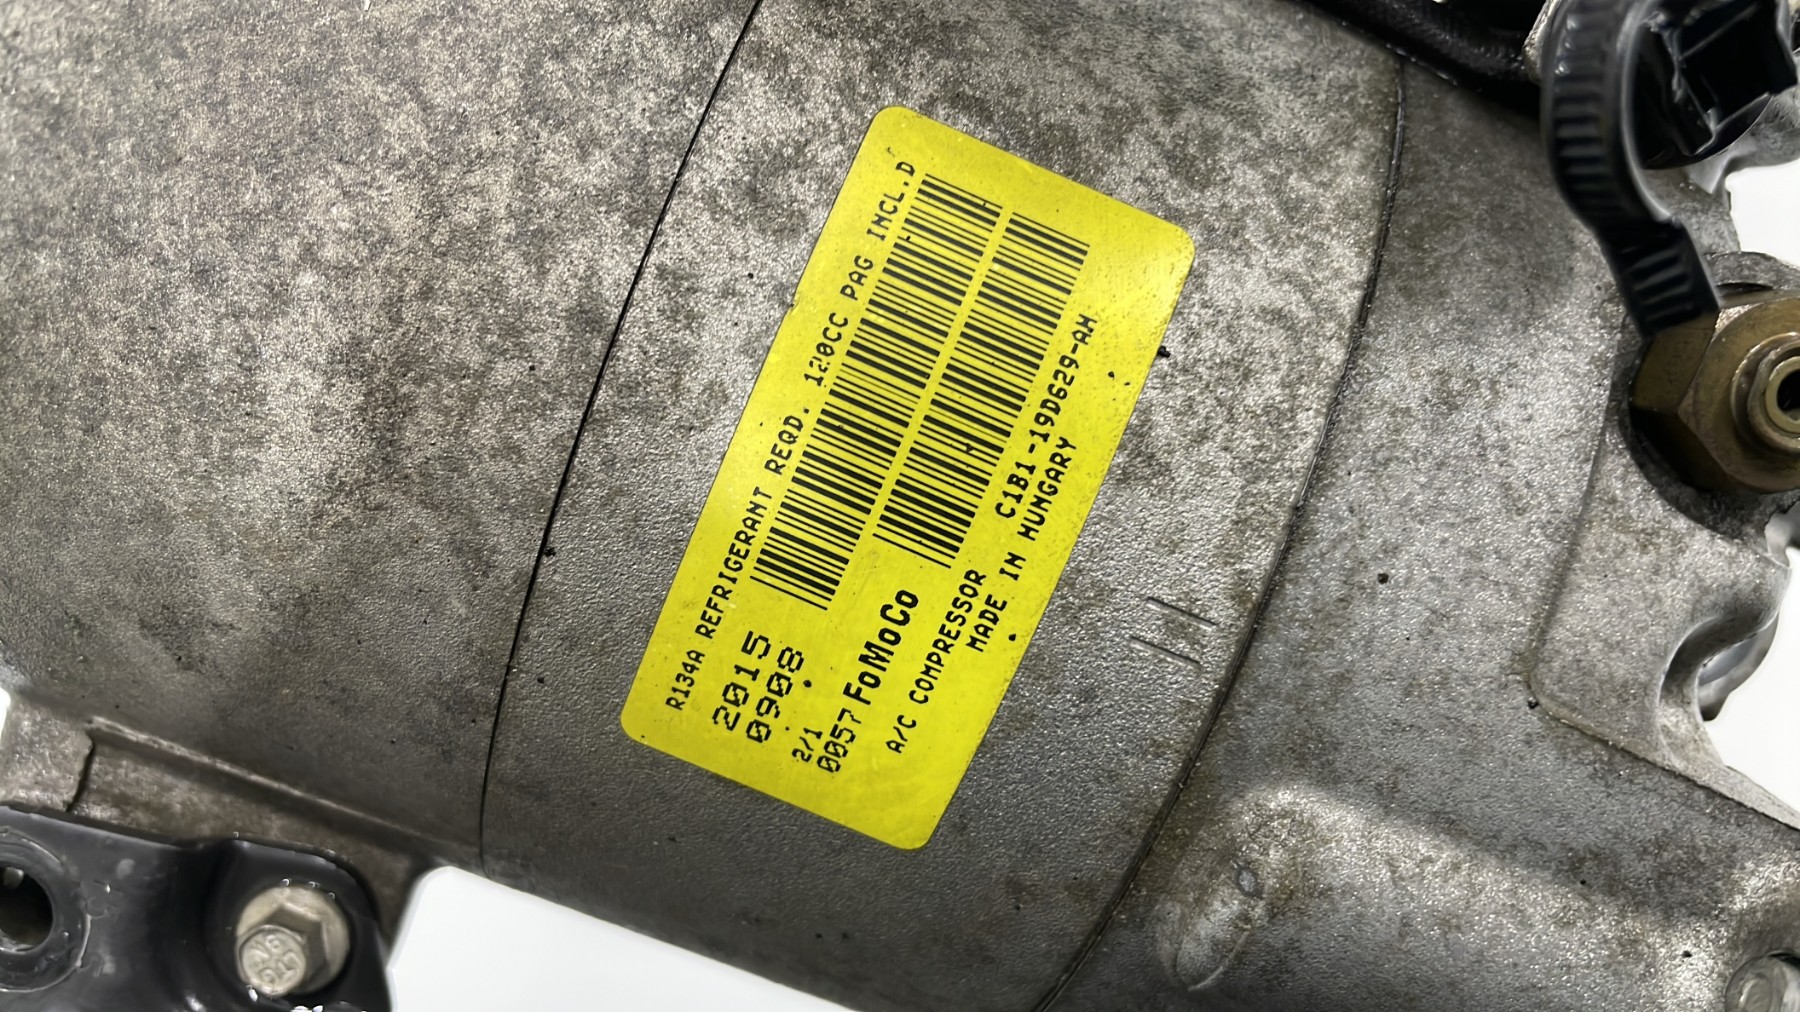 R134A REFRIGERANT REQD. 120CC PAG INCL.D
2015
0908
2/1
0057 FoMoCo
A/C COMPRESSOR C1B1-19D629-AH
MADE IN HUNGARY